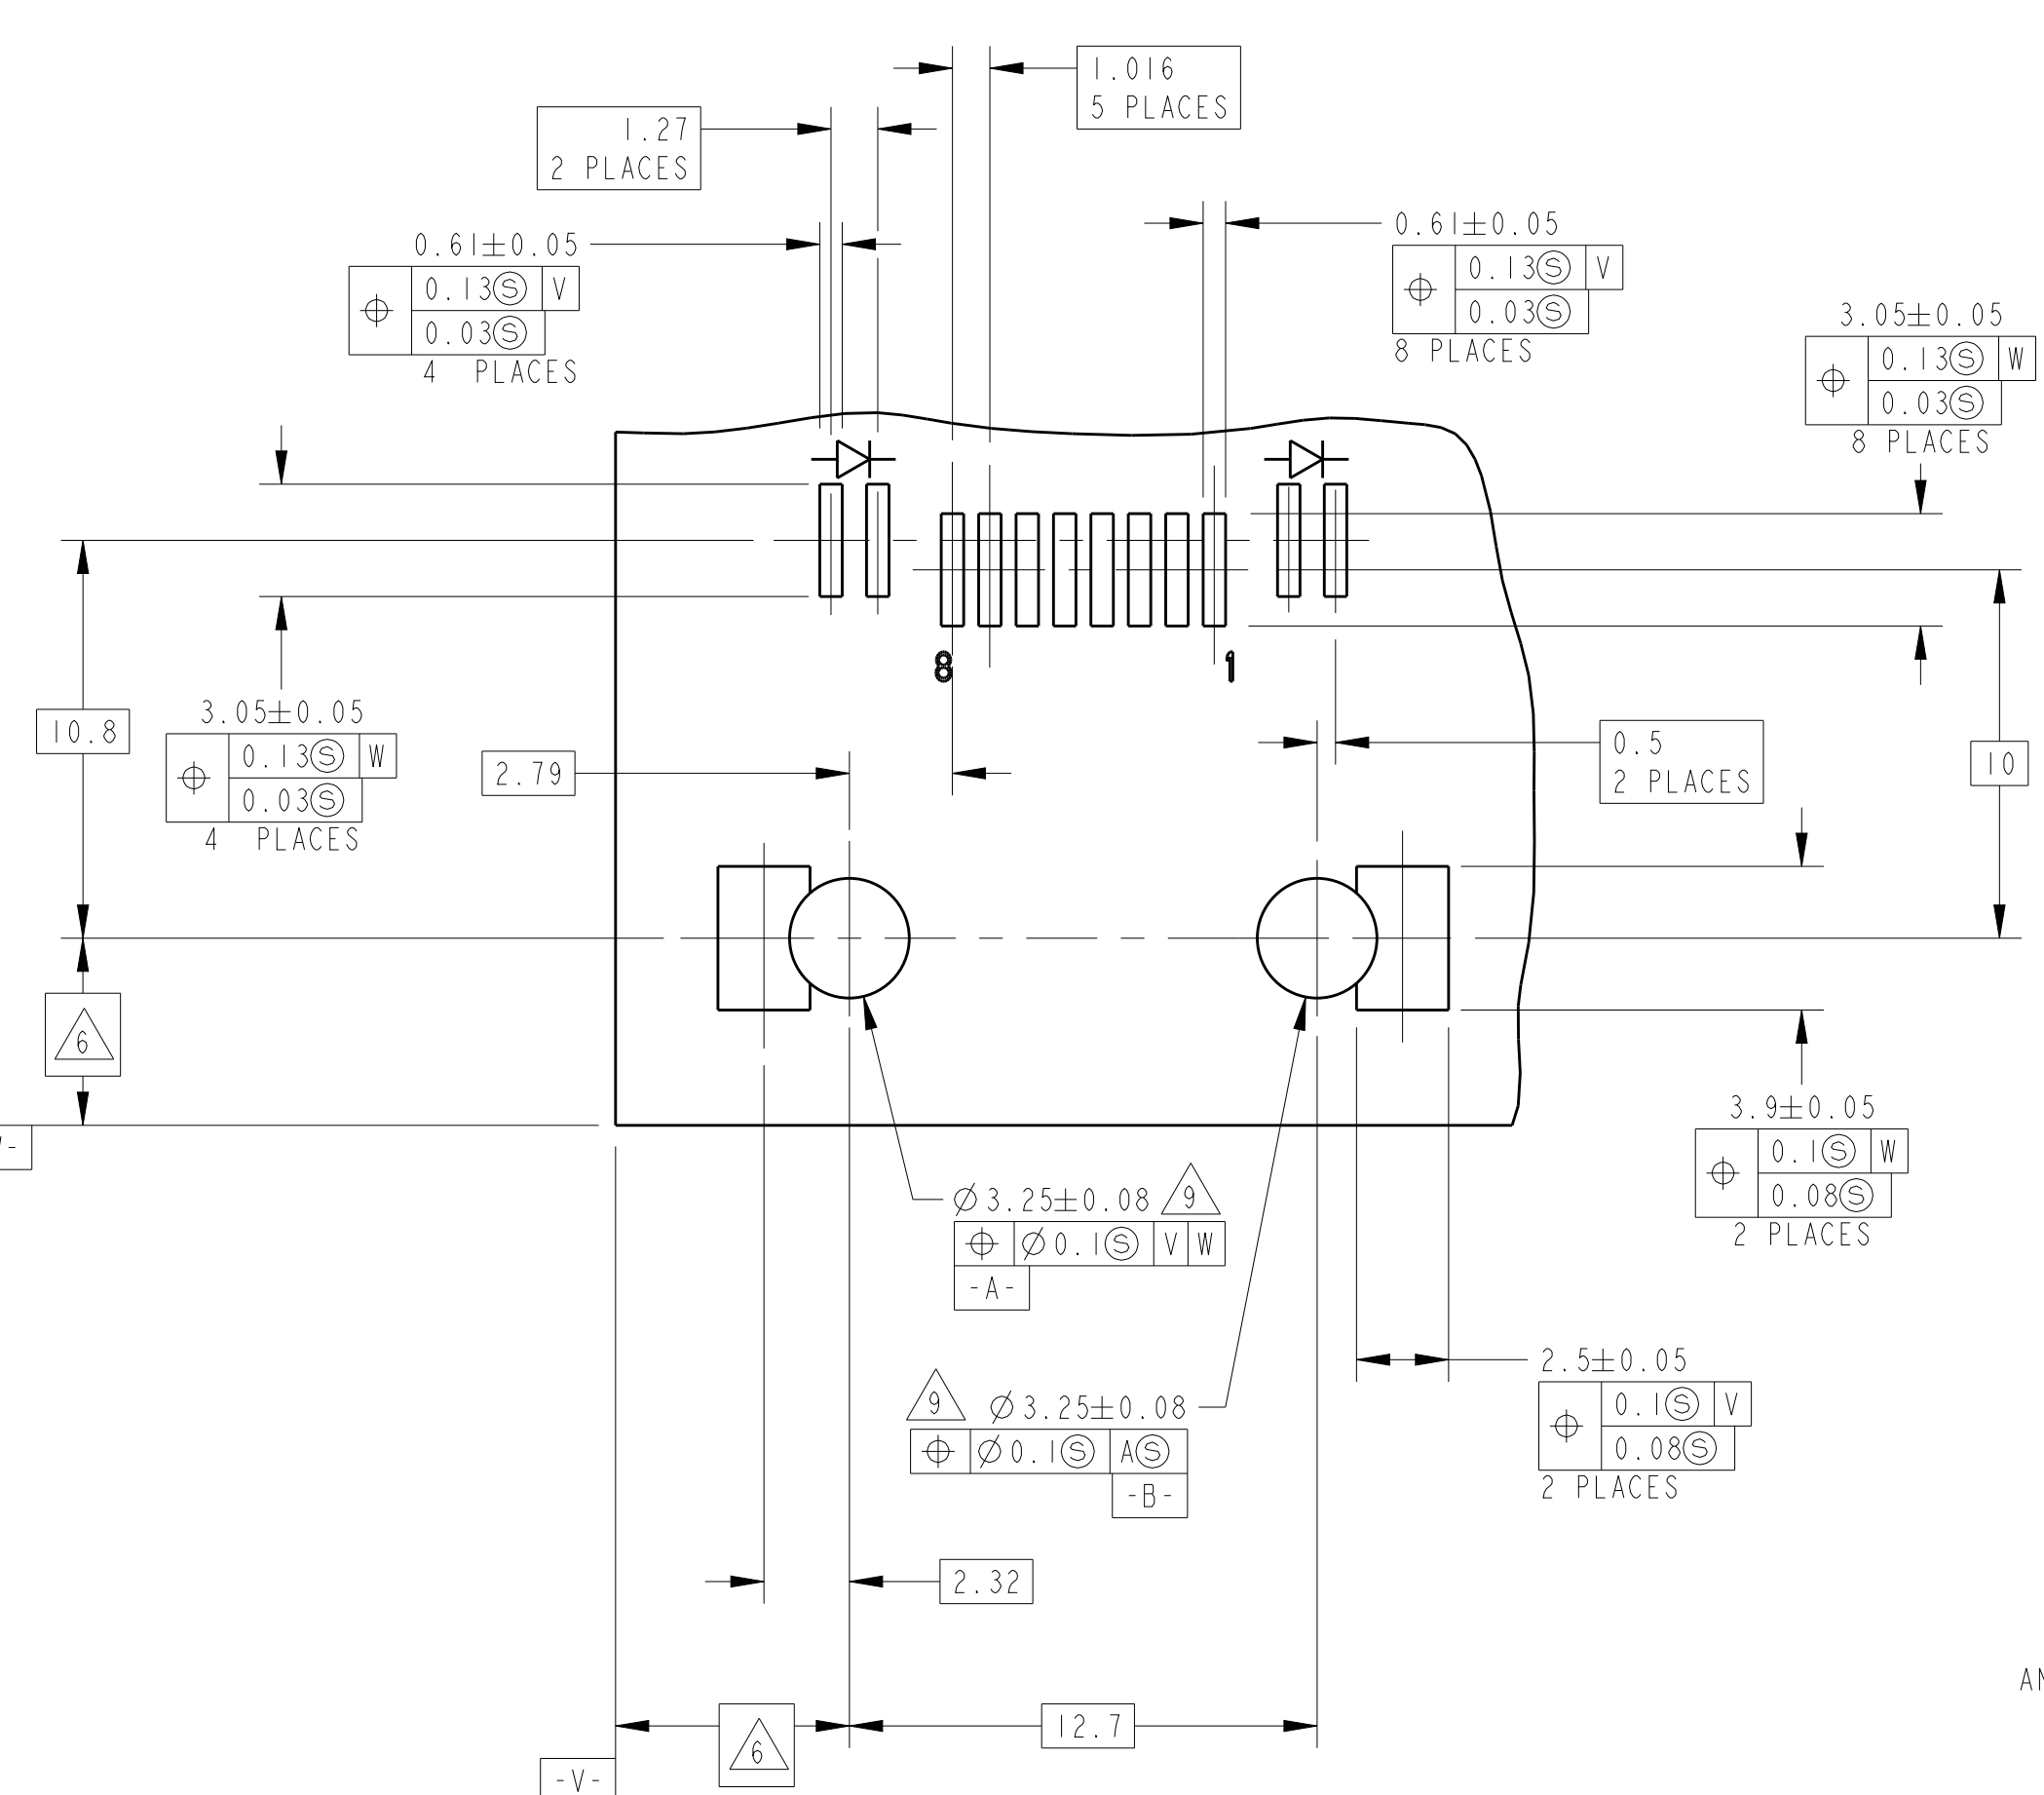 1.016
5 PLACES
1.27
2 PLACES
0.61±0.05
0.13Ⓢ V
0.03Ⓢ
4 PLACES
0.61±0.05
0.13Ⓢ V
0.03Ⓢ
8 PLACES
3.05±0.05
0.13Ⓢ W
0.03Ⓢ
8 PLACES
8 1
10.8
3.05±0.05
0.13Ⓢ W
0.03Ⓢ
4 PLACES
2.79
0.5
2 PLACES
10
6
3.9±0.05
0.1Ⓢ W
0.08Ⓢ
2 PLACES
⌀3.25±0.08 9
⌀0.1Ⓢ V W
-A-
2.5±0.05
0.1Ⓢ V
0.08Ⓢ
2 PLACES
9 ⌀3.25±0.08
⌀0.1Ⓢ AⓈ
-B-
2.32
6
12.7
-V-